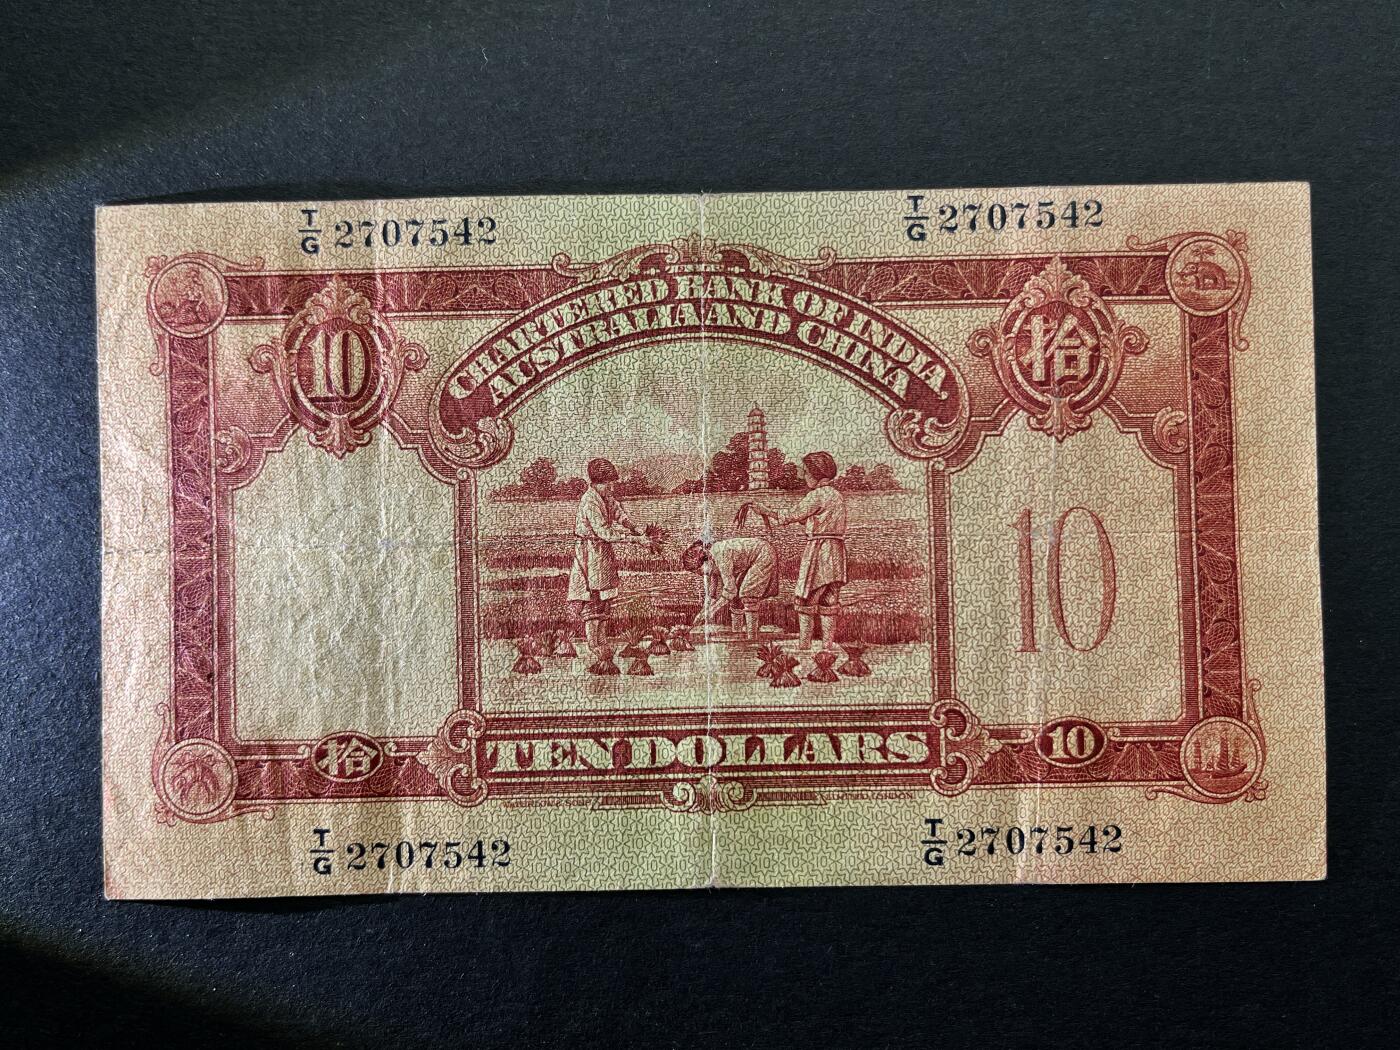 T/G 2707542 T/G 2707542
CHARTERED BANK OF INDIA
AUSTRALIA AND CHINA
10 拾
10
拾 TEN DOLLARS 10
T/G 2707542 T/G 2707542